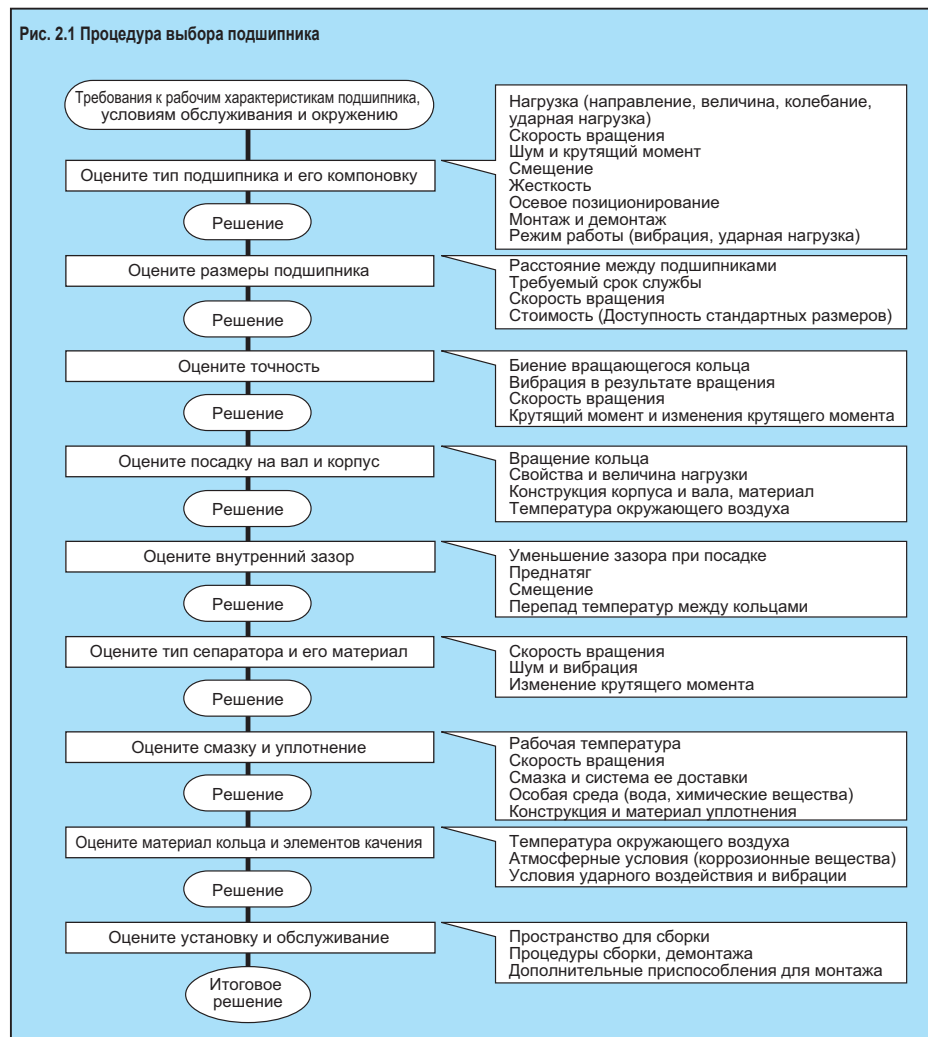 Рис. 2.1 Процедура выбора подшипника
Требования к рабочим характеристикам подшипника,
условиям обслуживания и окружению
Оцените тип подшипника и его компоновку
Нагрузка (направление, величина, колебание,
ударная нагрузка)
Скорость вращения
Шум и крутящий момент
Смещение
Жесткость
Осевое позиционирование
Монтаж и демонтаж
Режим работы (вибрация, ударная нагрузка)
Решение
Оцените размеры подшипника
Расстояние между подшипниками
Требуемый срок службы
Скорость вращения
Стоимость (Доступность стандартных размеров)
Решение
Оцените точность
Биение вращающегося кольца
Вибрация в результате вращения
Скорость вращения
Крутящий момент и изменения крутящего момента
Решение
Оцените посадку на вал и корпус
Вращение кольца
Свойства и величина нагрузки
Конструкция корпуса и вала, материал
Температура окружающего воздуха
Решение
Оцените внутренний зазор
Уменьшение зазора при посадке
Преднатяг
Смещение
Перепад температур между кольцами
Решение
Оцените тип сепаратора и его материал
Скорость вращения
Шум и вибрация
Изменение крутящего момента
Решение
Оцените смазку и уплотнение
Рабочая температура
Скорость вращения
Смазка и система ее доставки
Особая среда (вода, химические вещества)
Конструкция и материал уплотнения
Решение
Оцените материал кольца и элементов качения
Температура окружающего воздуха
Атмосферные условия (коррозионные вещества)
Условия ударного воздействия и вибрации
Решение
Оцените установку и обслуживание
Пространство для сборки
Процедуры сборки, демонтажа
Дополнительные приспособления для монтажа
Итоговое
решение